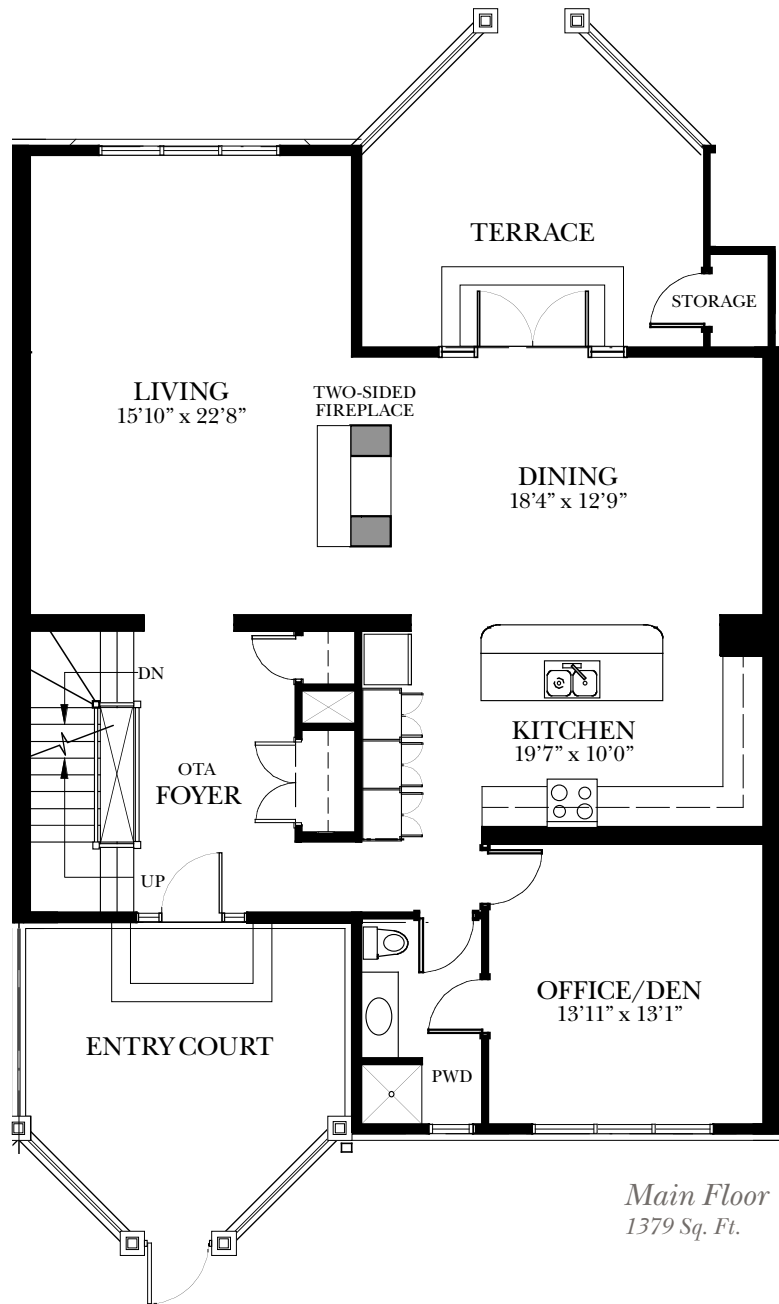 TERRACE
STORAGE
LIVING
15'10” x 22'8”
TWO-SIDED
FIREPLACE
DINING
18'4” x 12'9”
DN
KITCHEN
19'7” x 10'0”
OTA
FOYER
UP
OFFICE/DEN
13'11” x 13'1”
ENTRY COURT
PWD
Main Floor
1379 Sq. Ft.